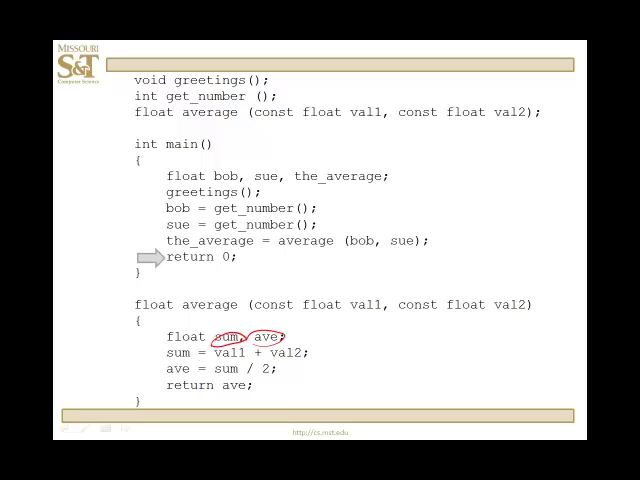 MISSOURI
S&T
Computer Science
void greetings();
int get_number ();
float average (const float val1, const float val2);
int main()
{
float bob, sue, the_average;
greetings();
bob = get_number();
sue = get_number();
the_average = average (bob, sue);
return 0;
}
float average (const float val1, const float val2)
{
float sum, ave;
sum = val1 + val2;
ave = sum / 2;
return ave;
}
http://cs.mst.edu